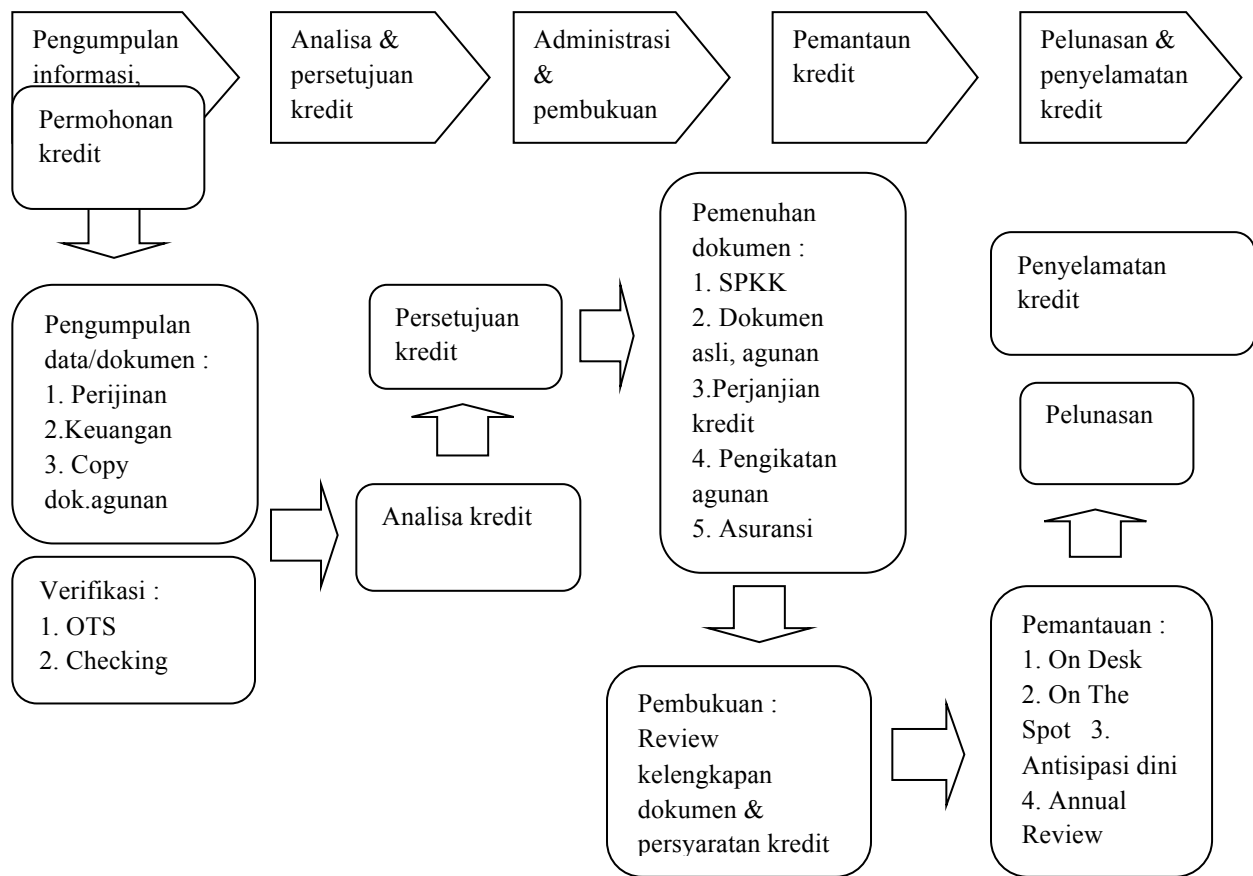 Pengumpulan
informasi,
Analisa &
persetujuan
kredit
Administrasi
&
pembukuan
Pemantaun
kredit
Pelunasan &
penyelamatan
kredit
Permohonan
kredit
Pengumpulan
data/dokumen :
1. Perijinan
2.Keuangan
3. Copy
dok.agunan
Verifikasi :
1. OTS
2. Checking
Analisa kredit
Persetujuan
kredit
Pemenuhan
dokumen :
1. SPKK
2. Dokumen
asli, agunan
3.Perjanjian
kredit
4. Pengikatan
agunan
5. Asuransi
Pembukuan :
Review
kelengkapan
dokumen &
persyaratan kredit
Pemantauan :
1. On Desk
2. On The
Spot 3.
Antisipasi dini
4. Annual
Review
Pelunasan
Penyelamatan
kredit